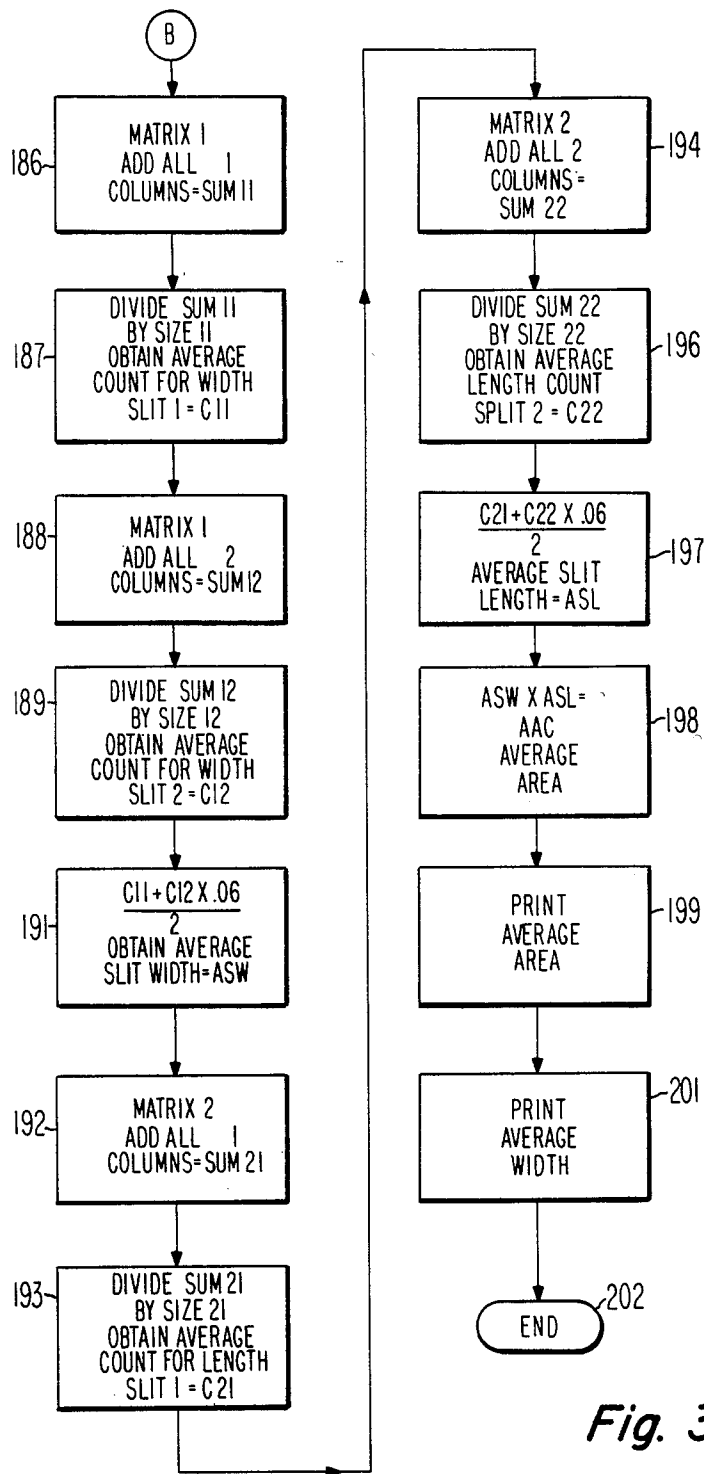 B
186
MATRIX 1
ADD ALL 1
COLUMNS=SUM 11
187
DIVIDE SUM 11
BY SIZE 11
OBTAIN AVERAGE
COUNT FOR WIDTH
SLIT 1 = C11
188
MATRIX 1
ADD ALL 2
COLUMNS=SUM 12
189
DIVIDE SUM 12
BY SIZE 12
OBTAIN AVERAGE
COUNT FOR WIDTH
SLIT 2 = C12
191
C11 + C12 X .06
2
OBTAIN AVERAGE
SLIT WIDTH=ASW
192
MATRIX 2
ADD ALL 1
COLUMNS=SUM 21
193
DIVIDE SUM 21
BY SIZE 21
OBTAIN AVERAGE
COUNT FOR LENGTH
SLIT 1 = C21
MATRIX 2
ADD ALL 2
COLUMNS=
SUM 22
194
DIVIDE SUM 22
BY SIZE 22
OBTAIN AVERAGE
LENGTH COUNT
SPLIT 2 = C22
196
C21 + C22 X .06
2
AVERAGE SLIT
LENGTH=ASL
197
ASW X ASL=
AAC
AVERAGE
AREA
198
PRINT
AVERAGE
AREA
199
PRINT
AVERAGE
WIDTH
201
END
202
Fig. 3